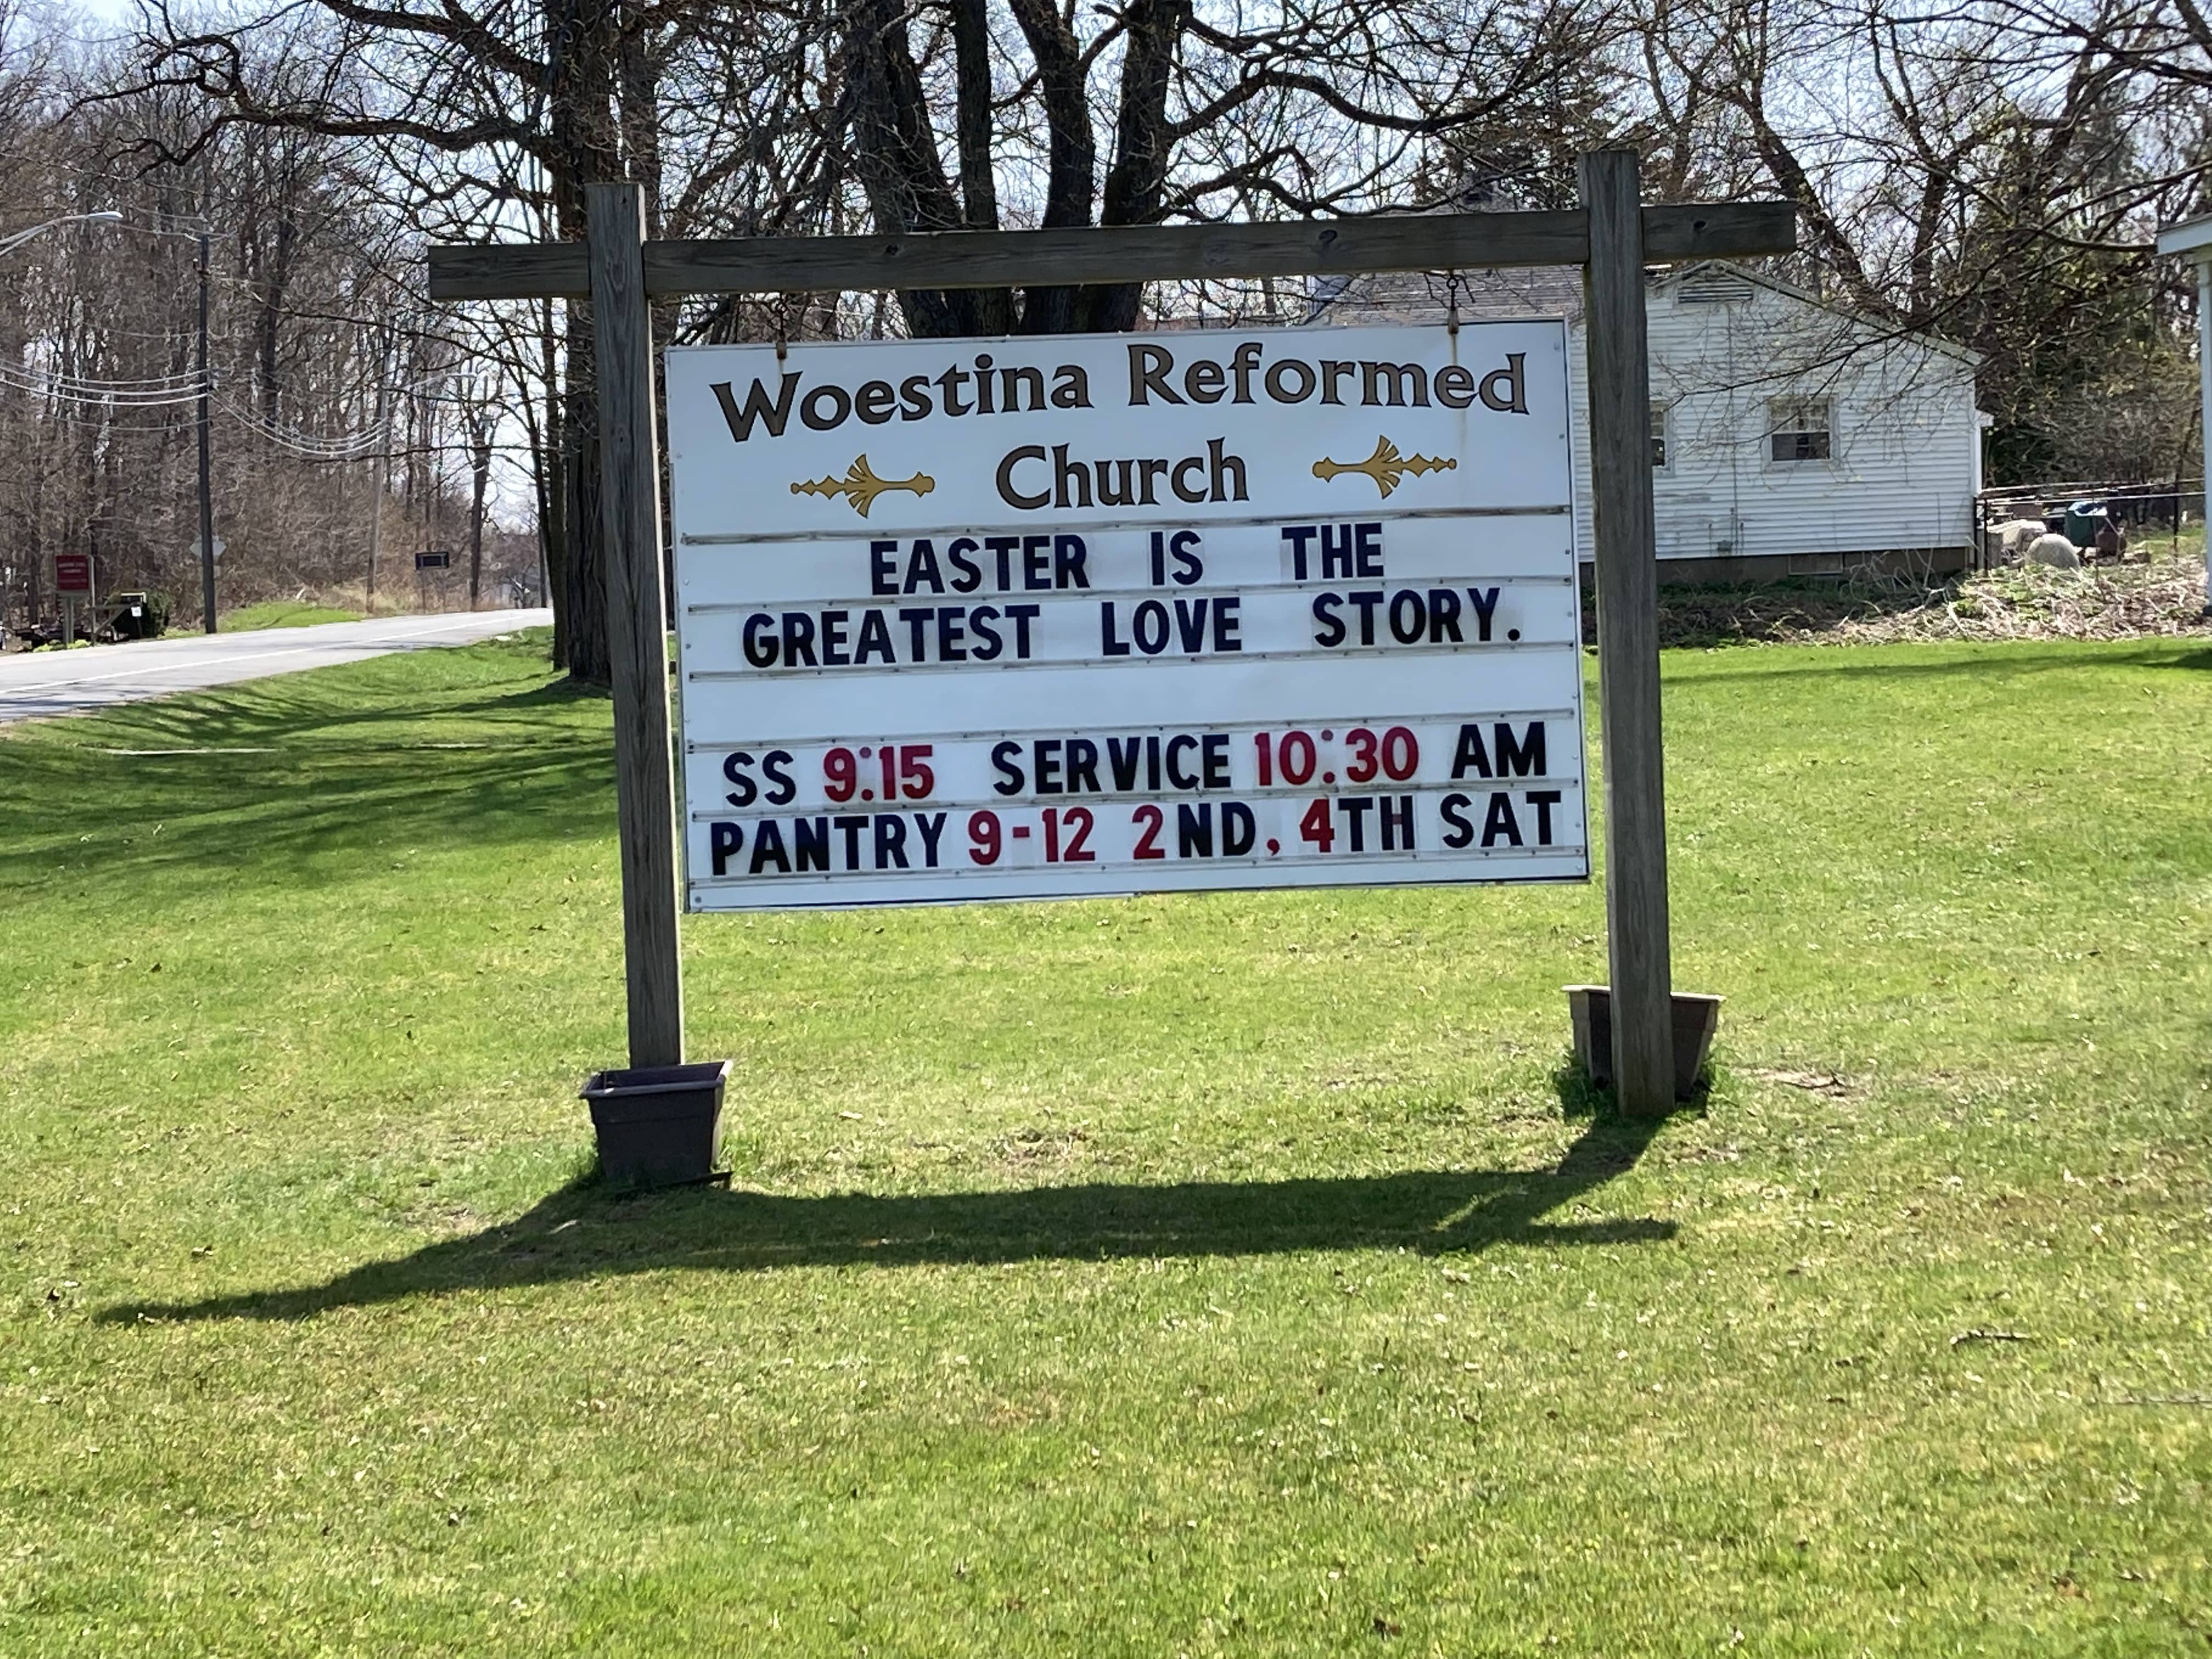 Woestina Reformed
Church
EASTER IS THE
GREATEST LOVE STORY.
SS 9:15 SERVICE 10:30 AM
PANTRY 9-12 2ND, 4TH SAT